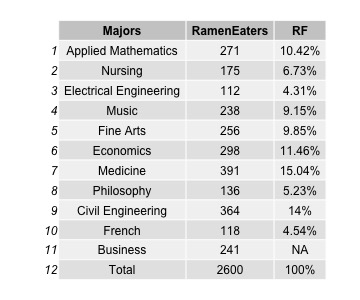 Majors RamenEaters RF
1 Applied Mathematics 271 10.42%
2 Nursing 175 6.73%
3 Electrical Engineering 112 4.31%
4 Music 238 9.15%
5 Fine Arts 256 9.85%
6 Economics 298 11.46%
7 Medicine 391 15.04%
8 Philosophy 136 5.23%
9 Civil Engineering 364 14%
10 French 118 4.54%
11 Business 241 NA
12 Total 2600 100%